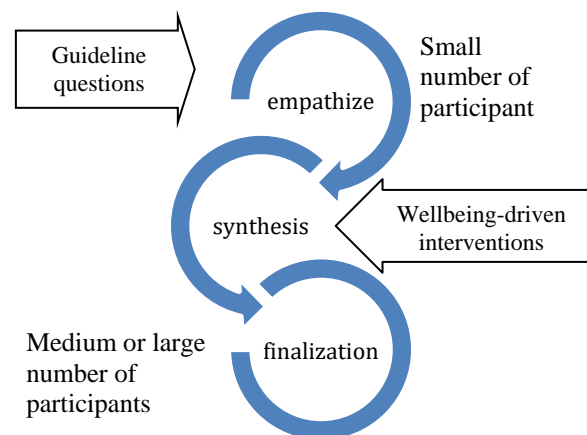 Guideline
questions
empathize
Small
number of
participant
synthesis
Wellbeing-driven
interventions
Medium or large
number of
participants
finalization